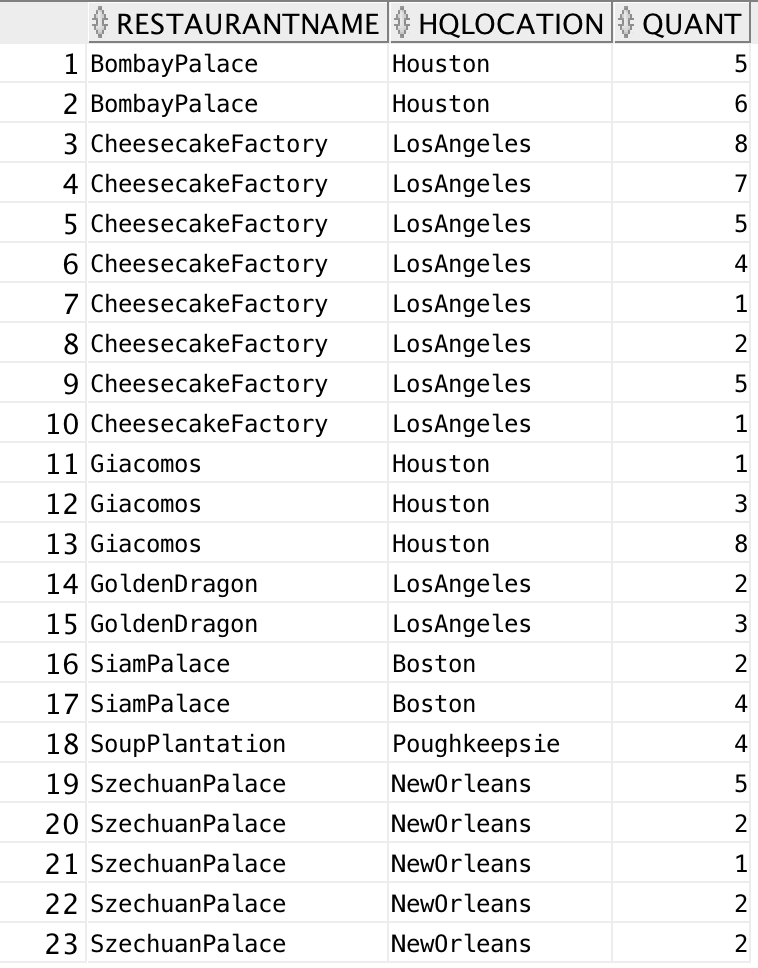 RESTAURANTNAME HQLOCATION QUANT
1 BombayPalace Houston 5
2 BombayPalace Houston 6
3 CheesecakeFactory LosAngeles 8
4 CheesecakeFactory LosAngeles 7
5 CheesecakeFactory LosAngeles 5
6 CheesecakeFactory LosAngeles 4
7 CheesecakeFactory LosAngeles 1
8 CheesecakeFactory LosAngeles 2
9 CheesecakeFactory LosAngeles 5
10 CheesecakeFactory LosAngeles 1
11 Giacomos Houston 1
12 Giacomos Houston 3
13 Giacomos Houston 8
14 GoldenDragon LosAngeles 2
15 GoldenDragon LosAngeles 3
16 SiamPalace Boston 2
17 SiamPalace Boston 4
18 SoupPlantation Poughkeepsie 4
19 SzechuanPalace NewOrleans 5
20 SzechuanPalace NewOrleans 2
21 SzechuanPalace NewOrleans 1
22 SzechuanPalace NewOrleans 2
23 SzechuanPalace NewOrleans 2